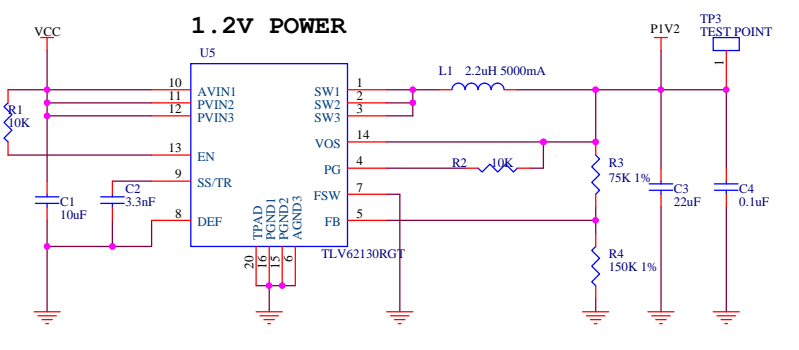 1.2V POWER
VCC
P1V2
TP3
TEST POINT
1
U5
L1 2.2uH 5000mA
10 AVIN1 SW1 1
11 PVIN2 SW2 2
12 PVIN3 SW3 3
R1
10K
VOS 14
13 EN
PG 4
R2 10K
R3
75K 1%
9 SS/TR
FSW 7
C1
10uF
C2
3.3nF
C3
22uF
C4
0.1uF
8 DEF
FB 5
TPAD
PGND1
PGND2
AGND3
TLV62130RGT
20
16
15
6
R4
150K 1%